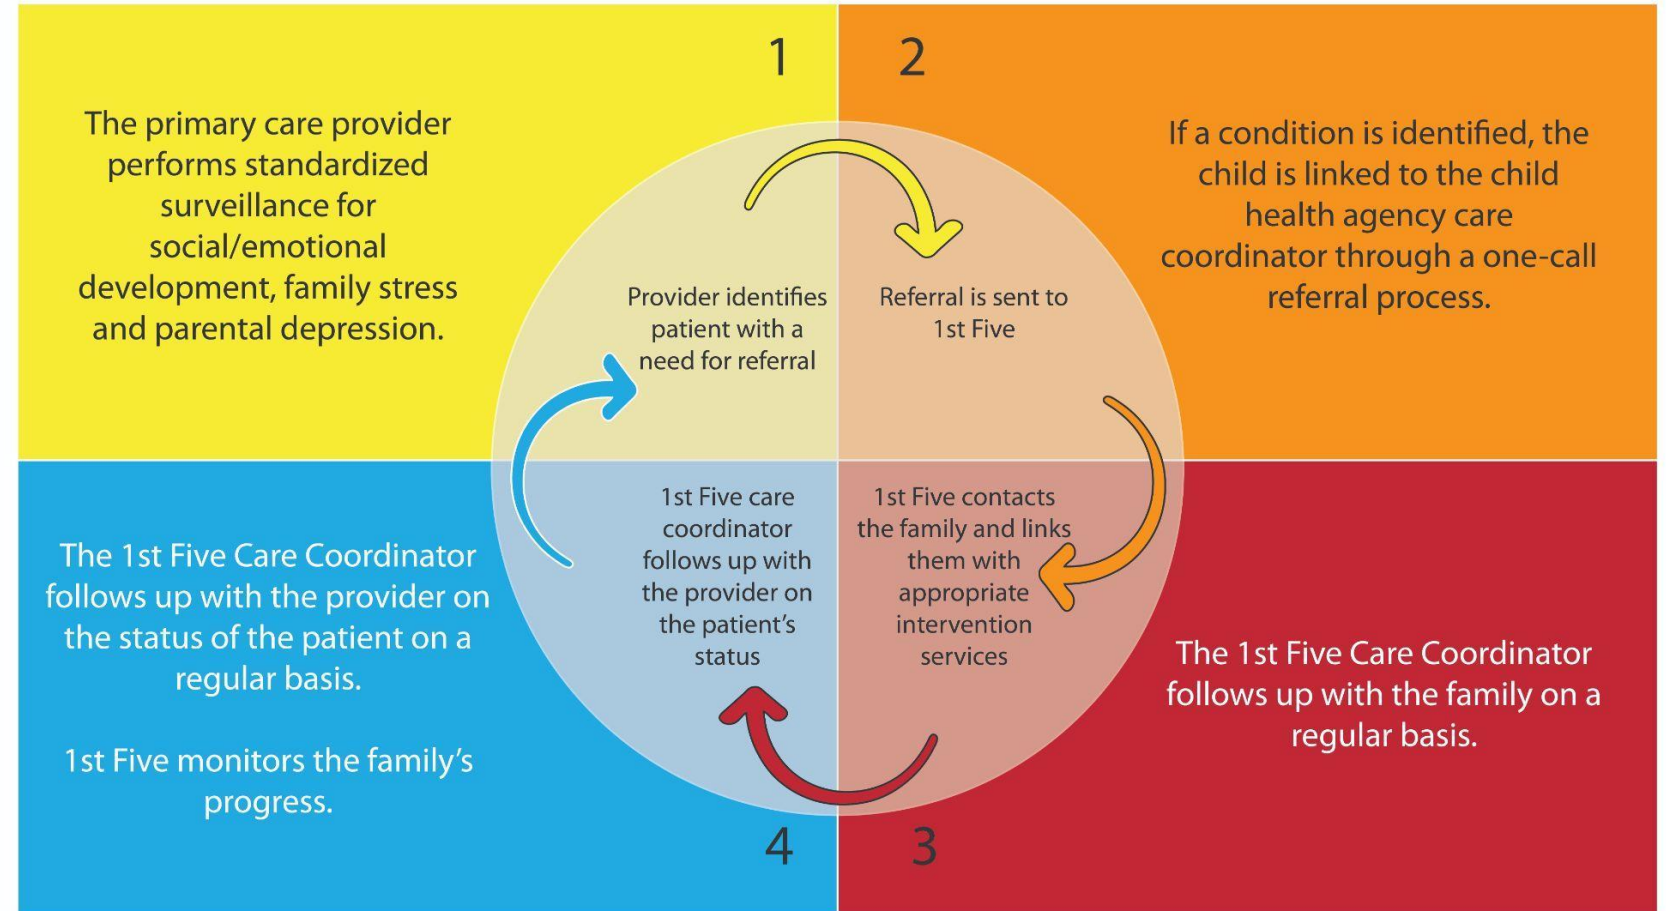 1
The primary care provider
performs standardized
surveillance for
social/emotional
development, family stress
and parental depression.
Provider identifies
patient with a
need for referral
2
If a condition is identified, the
child is linked to the child
health agency care
coordinator through a one-call
referral process.
Referral is sent to
1st Five
1st Five contacts
the family and links
them with
appropriate
intervention
services
The 1st Five Care Coordinator
follows up with the family on a
regular basis.
3
1st Five care
coordinator
follows up with
the provider on
the patient's
status
The 1st Five Care Coordinator
follows up with the provider on
the status of the patient on a
regular basis.
1st Five monitors the family's
progress.
4